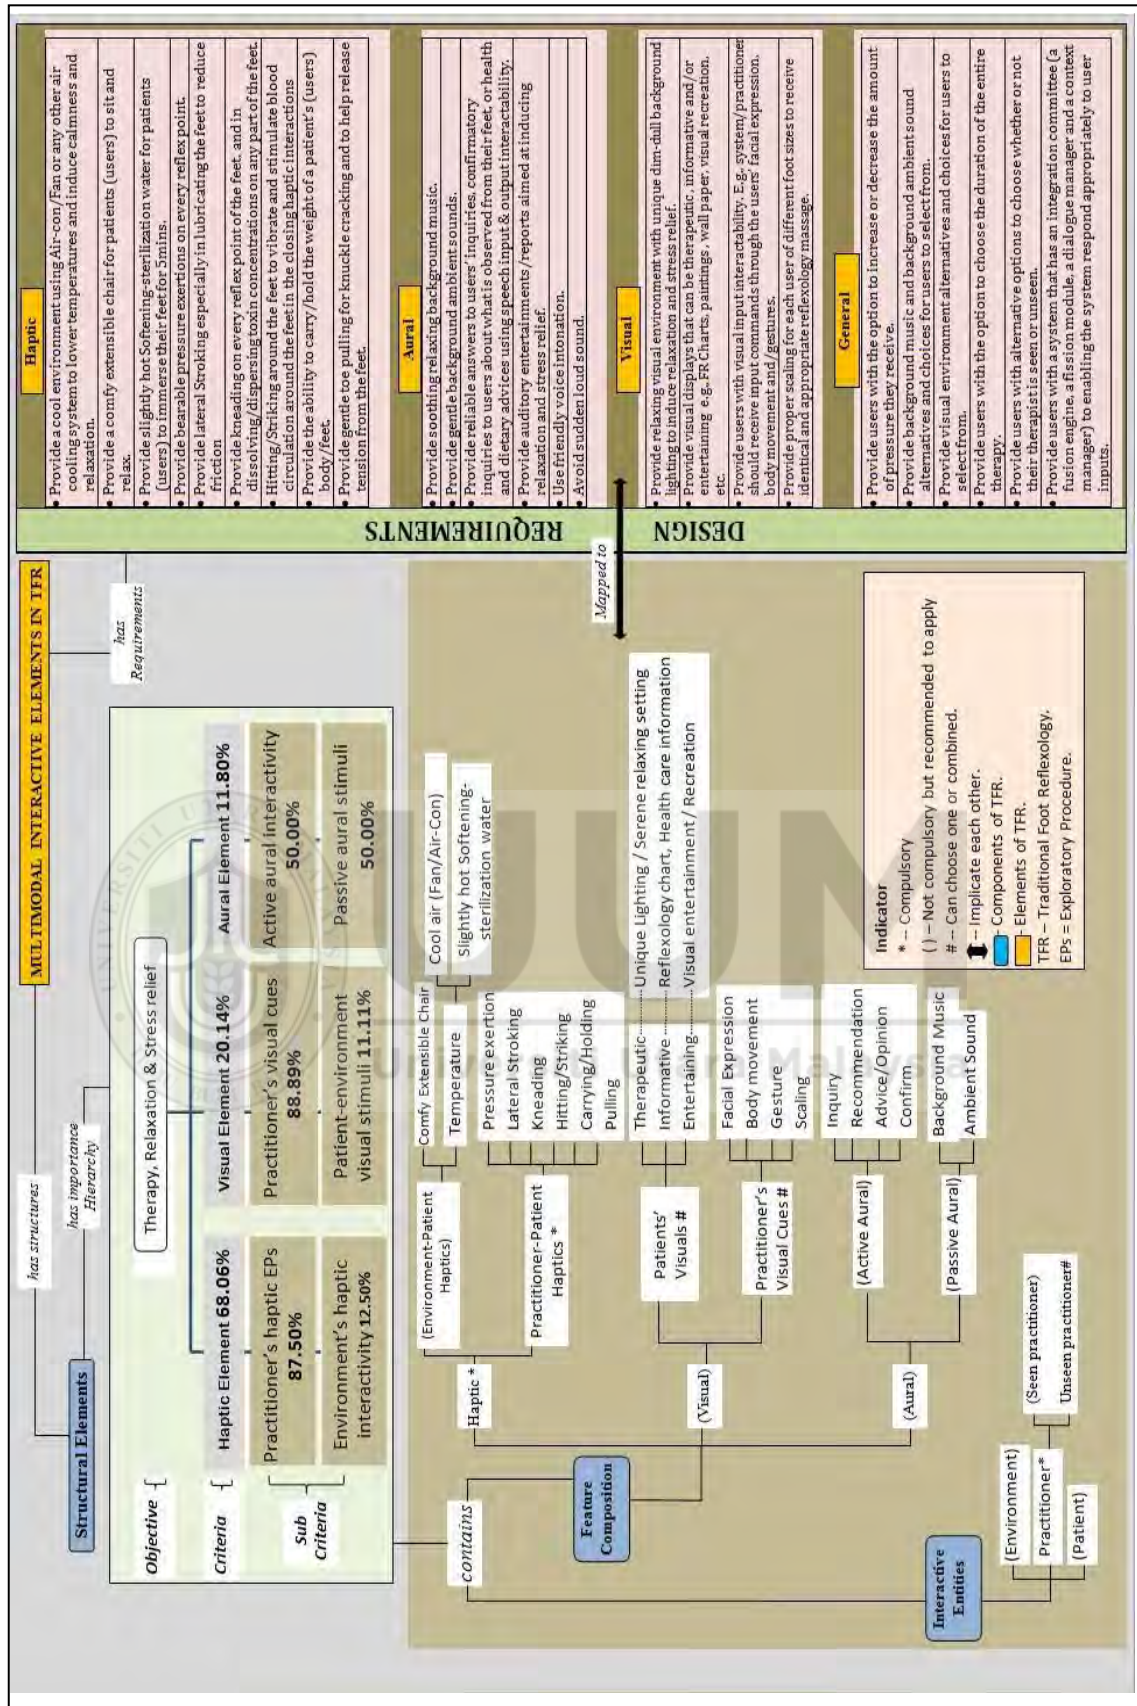 MULTIMODAL INTERACTIVE ELEMENTS IN TFR
has structures
has
Requirements
Structural Elements
has importance
Hierarchy
Objective
Therapy, Relaxation & Stress relief
Criteria
Haptic Element 68.06%
Visual Element 20.14%
Aural Element 11.80%
Sub
Criteria
Practitioner's haptic EPs
87.50%
Practitioner's visual cues
88.89%
Active aural interactivity
50.00%
Environment's haptic
interactivity 12.50%
Patient-environment
visual stimuli 11.11%
Passive aural stimuli
50.00%
contains
Feature
Composition
Haptic *
(Environment-Patient
Haptics)
Comfy Extensible Chair
Temperature
Cool air (Fan/Air-Con)
Slightly hot Softening-
sterilization water
Practitioner-Patient
Haptics *
Pressure exertion
Lateral Stroking
Kneading
Hitting/Striking
Carrying/Holding
Pulling
(Visual)
Patients'
Visuals #
Therapeutic
Unique Lighting / Serene relaxing setting
Informative
Reflexology chart, Health care information
Entertaining
Visual entertainment / Recreation
Practitioner's
Visual Cues #
Facial Expression
Body movement
Gesture
Scaling
(Aural)
(Active Aural)
Inquiry
Recommendation
Advice/Opinion
Confirm
(Passive Aural)
Background Music
Ambient Sound
Interactive
Entities
(Environment)
Practitioner*
(Patient)
(Seen practitioner)
Unseen practitioner#
Indicator
* -- Compulsory
( ) -- Not compulsory but recommended to apply
# -- Can choose one or combined.
-- Implicate each other.
- Components of TFR.
- Elements of TFR.
TFR – Traditional Foot Reflexology.
EPs = Exploratory Procedure.
Mapped to
DESIGN REQUIREMENTS
Haptic
• Provide a cool environment using Air-con/Fan or any other air
cooling system to lower temperatures and induce calmness and
relaxation.
• Provide a comfy extensible chair for patients (users) to sit and
relax.
• Provide slightly hot Softening-sterilization water for patients
(users) to immerse their feet for 5mins.
• Provide bearable pressure exertions on every reflex point.
• Provide lateral Stroking especially in lubricating the feet to reduce
friction
• Provide kneading on every reflex point of the feet, and in
dissolving/dispersing toxin concentrations on any part of the feet.
• Hitting/Striking around the feet to vibrate and stimulate blood
circulation around the feet in the closing haptic interactions
• Provide the ability to carry/hold the weight of a patient's (users)
body/feet.
• Provide gentle toe pulling for knuckle cracking and to help release
tension from the feet.
Aural
• Provide soothing relaxing background music.
• Provide gentle background ambient sounds.
• Provide reliable answers to users' inquiries, confirmatory
inquiries to users about what is observed from their feet, or health
and dietary advices using speech input & output interactability.
• Provide auditory entertainments/reports aimed at inducing
relaxation and stress relief.
• Use friendly voice intonation.
• Avoid sudden loud sound.
Visual
• Provide relaxing visual environment with unique dim-dull background
lighting to induce relaxation and stress relief.
• Provide visual displays that can be therapeutic, informative and/or
entertaining e.g., FR Charts, paintings, wall paper, visual recreation.
etc.
• Provide users with visual input interactability. E.g., system/practitioner
should receive input commands through the users' facial expression.
body movement and/gestures.
• Provide proper scaling for each user of different foot sizes to receive
identical and appropriate reflexology massage.
General
• Provide users with the option to increase or decrease the amount
of pressure they receive.
• Provide background music and background ambient sound
alternatives and choices for users to select from.
• Provide visual environment alternatives and choices for users to
select from.
• Provide users with the option to choose the duration of the entire
therapy.
• Provide users with alternative options to choose whether or not
their therapist is seen or unseen.
• Provide users with a system that has an integration committee (a
fusion engine, a fission module, a dialogue manager and a context
manager) to enabling the system respond appropriately to user
inputs.
UUM
Universiti Utara Malaysia